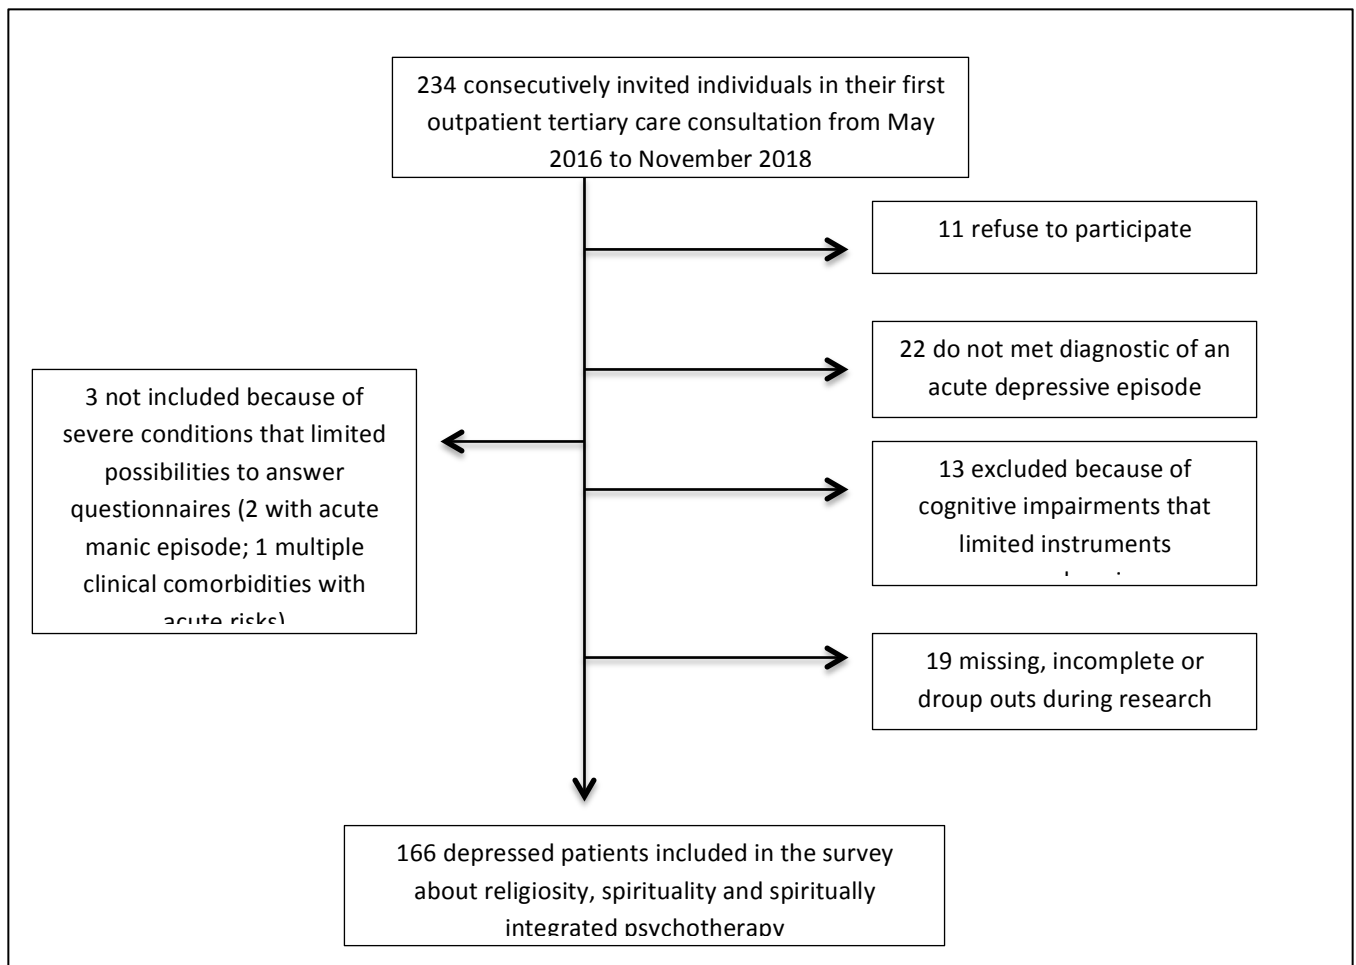 234 consecutively invited individuals in their first
outpatient tertiary care consultation from May
2016 to November 2018
11 refuse to participate
22 do not met diagnostic of an
acute depressive episode
3 not included because of
severe conditions that limited
possibilities to answer
questionnaires (2 with acute
manic episode; 1 multiple
clinical comorbidities with
acute risks)
13 excluded because of
cognitive impairments that
limited instruments
19 missing, incomplete or
droup outs during research
166 depressed patients included in the survey
about religiosity, spirituality and spiritually
integrated psychotherapy